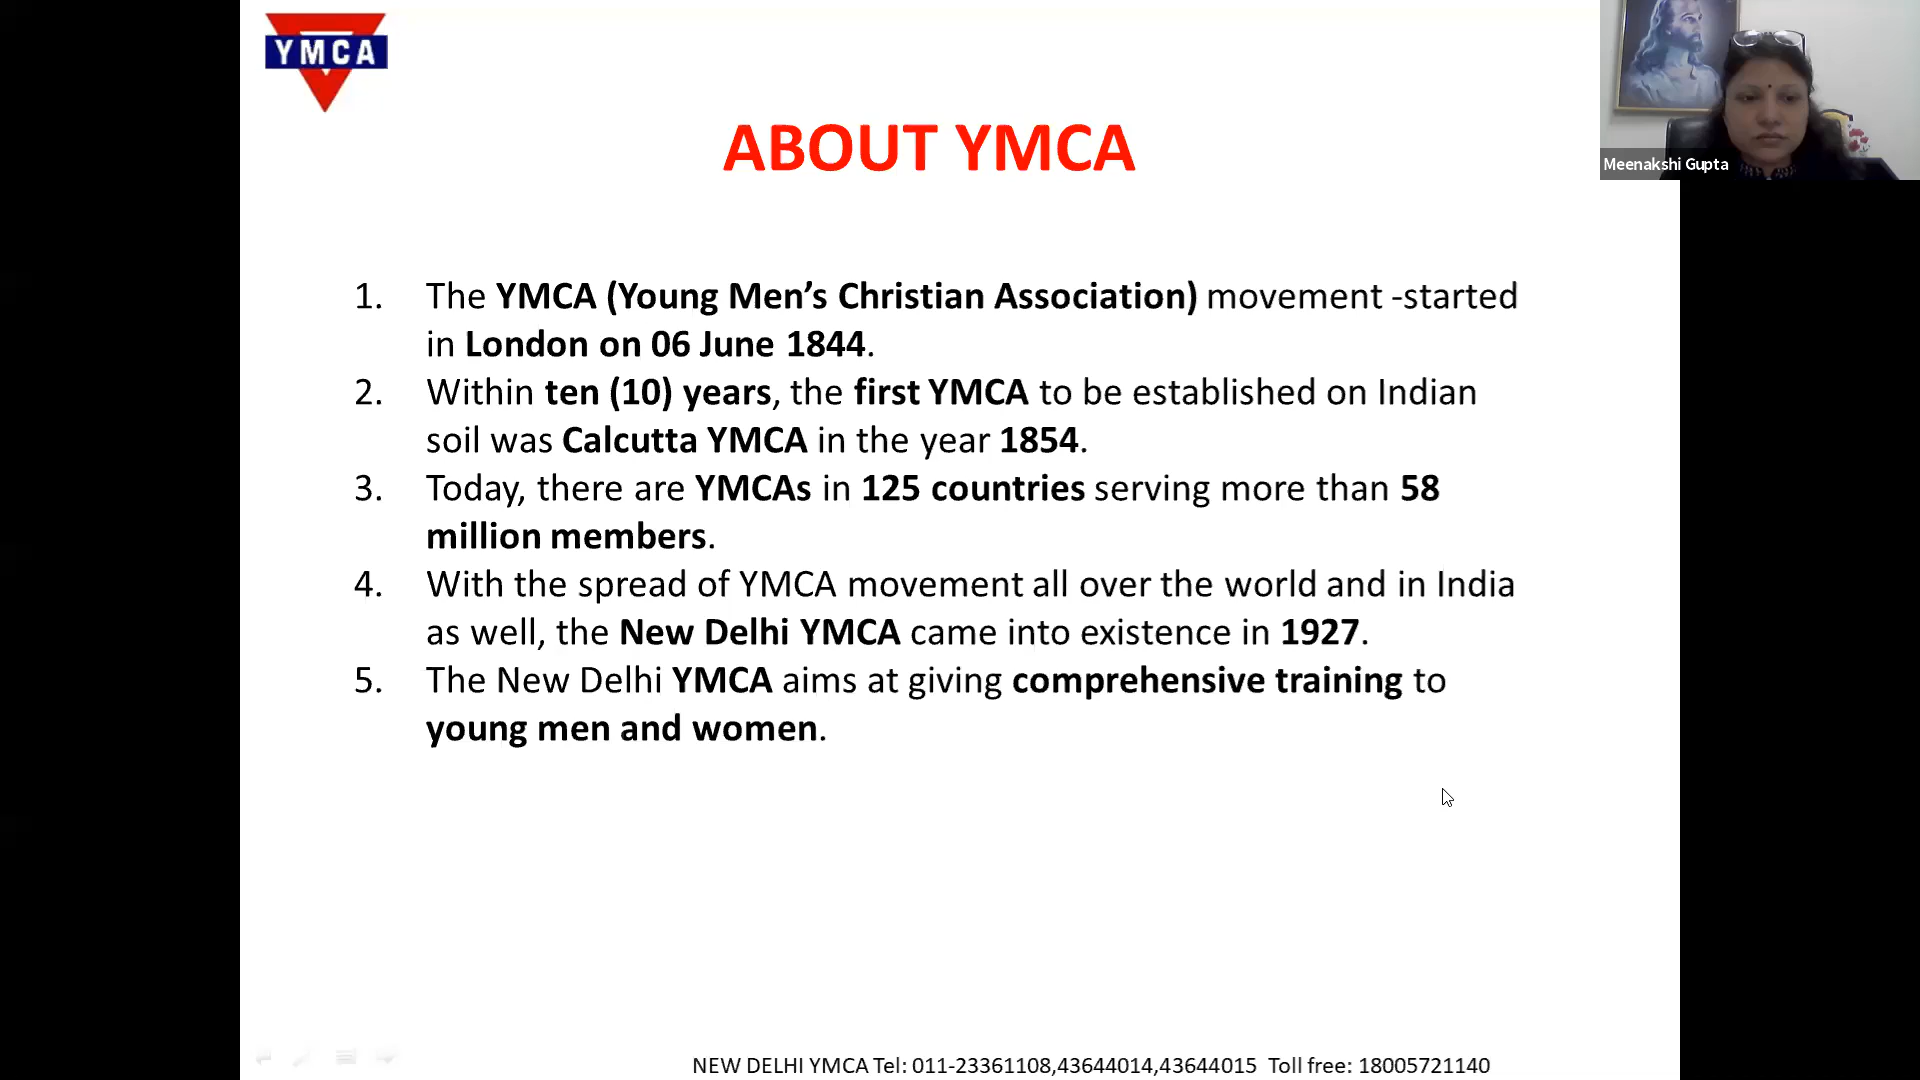 YMCA
Meenakshi Gupta
ABOUT YMCA
1. The YMCA (Young Men’s Christian Association) movement -started
in London on 06 June 1844.
2. Within ten (10) years, the first YMCA to be established on Indian
soil was Calcutta YMCA in the year 1854.
3. Today, there are YMCAs in 125 countries serving more than 58
million members.
4. With the spread of YMCA movement all over the world and in India
as well, the New Delhi YMCA came into existence in 1927.
5. The New Delhi YMCA aims at giving comprehensive training to
young men and women.
NEW DELHI YMCA Tel: 011-23361108,43644014,43644015 Toll free: 18005721140